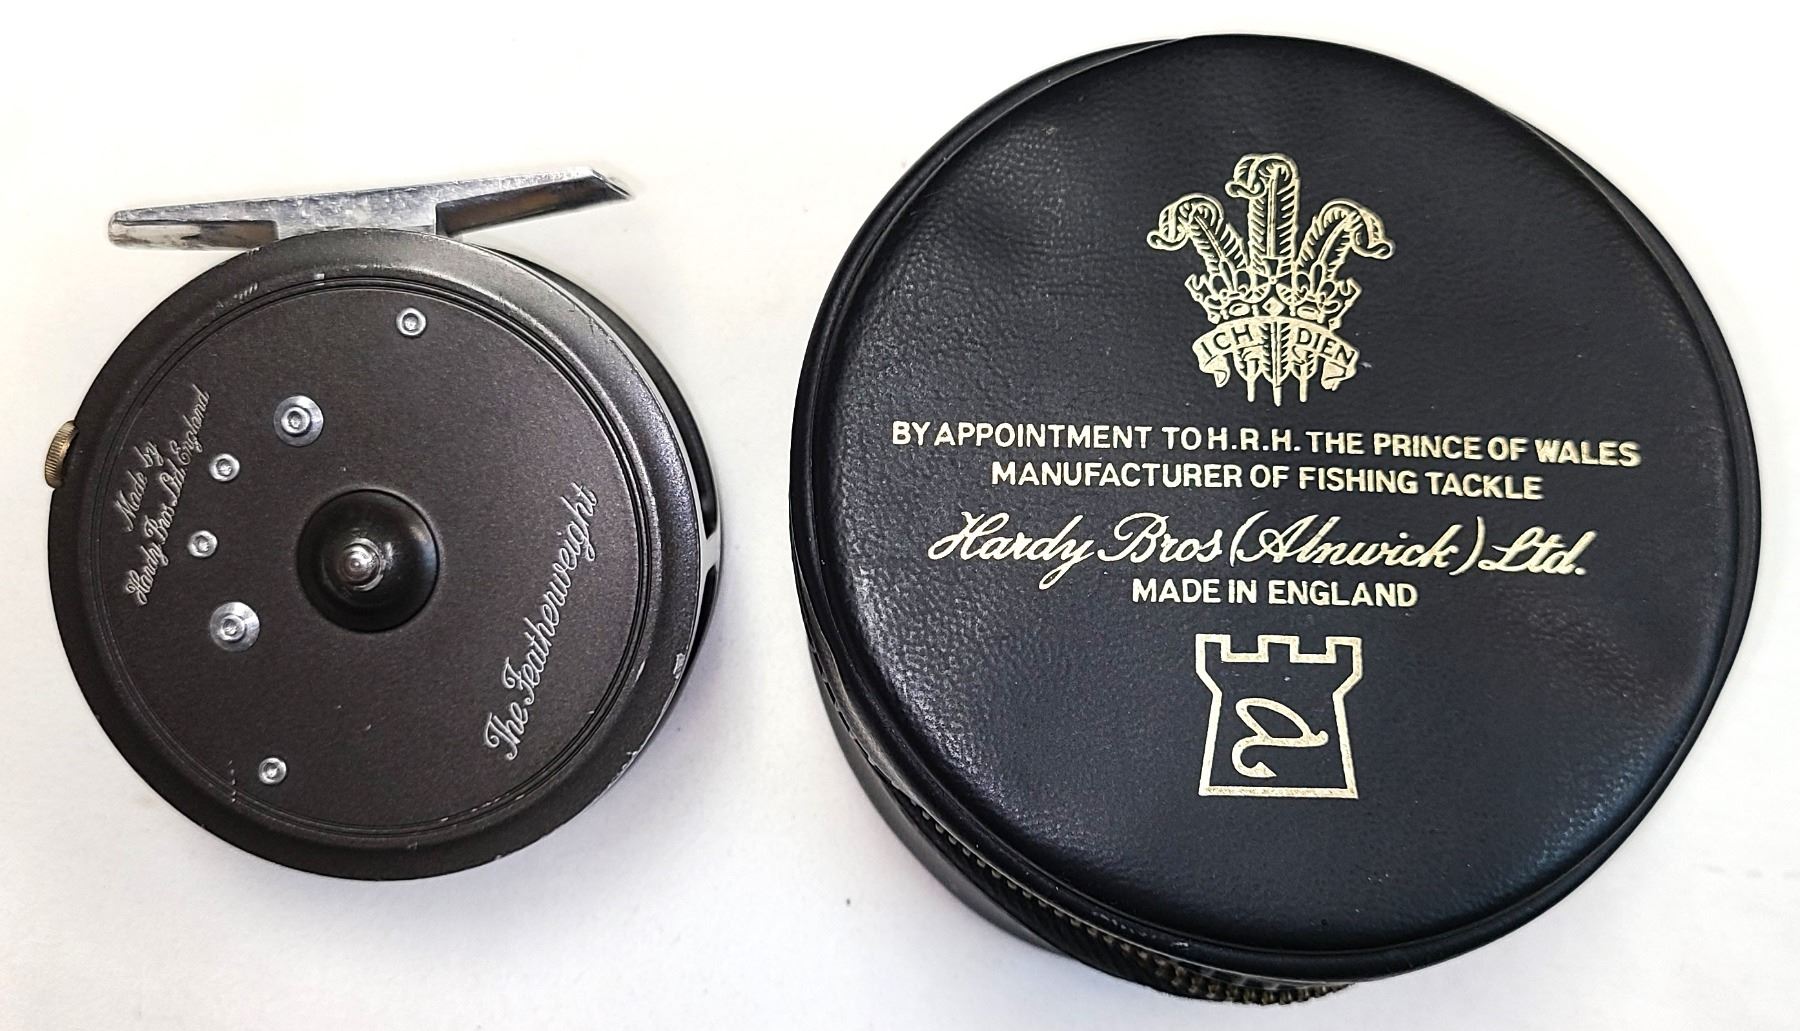 Made by
Hardy Bros. Ltd. England
The Featherweight
ICH DIEN
BY APPOINTMENT TO H.R.H. THE PRINCE OF WALES
MANUFACTURER OF FISHING TACKLE
Hardy Bros (Alnwick) Ltd.
MADE IN ENGLAND